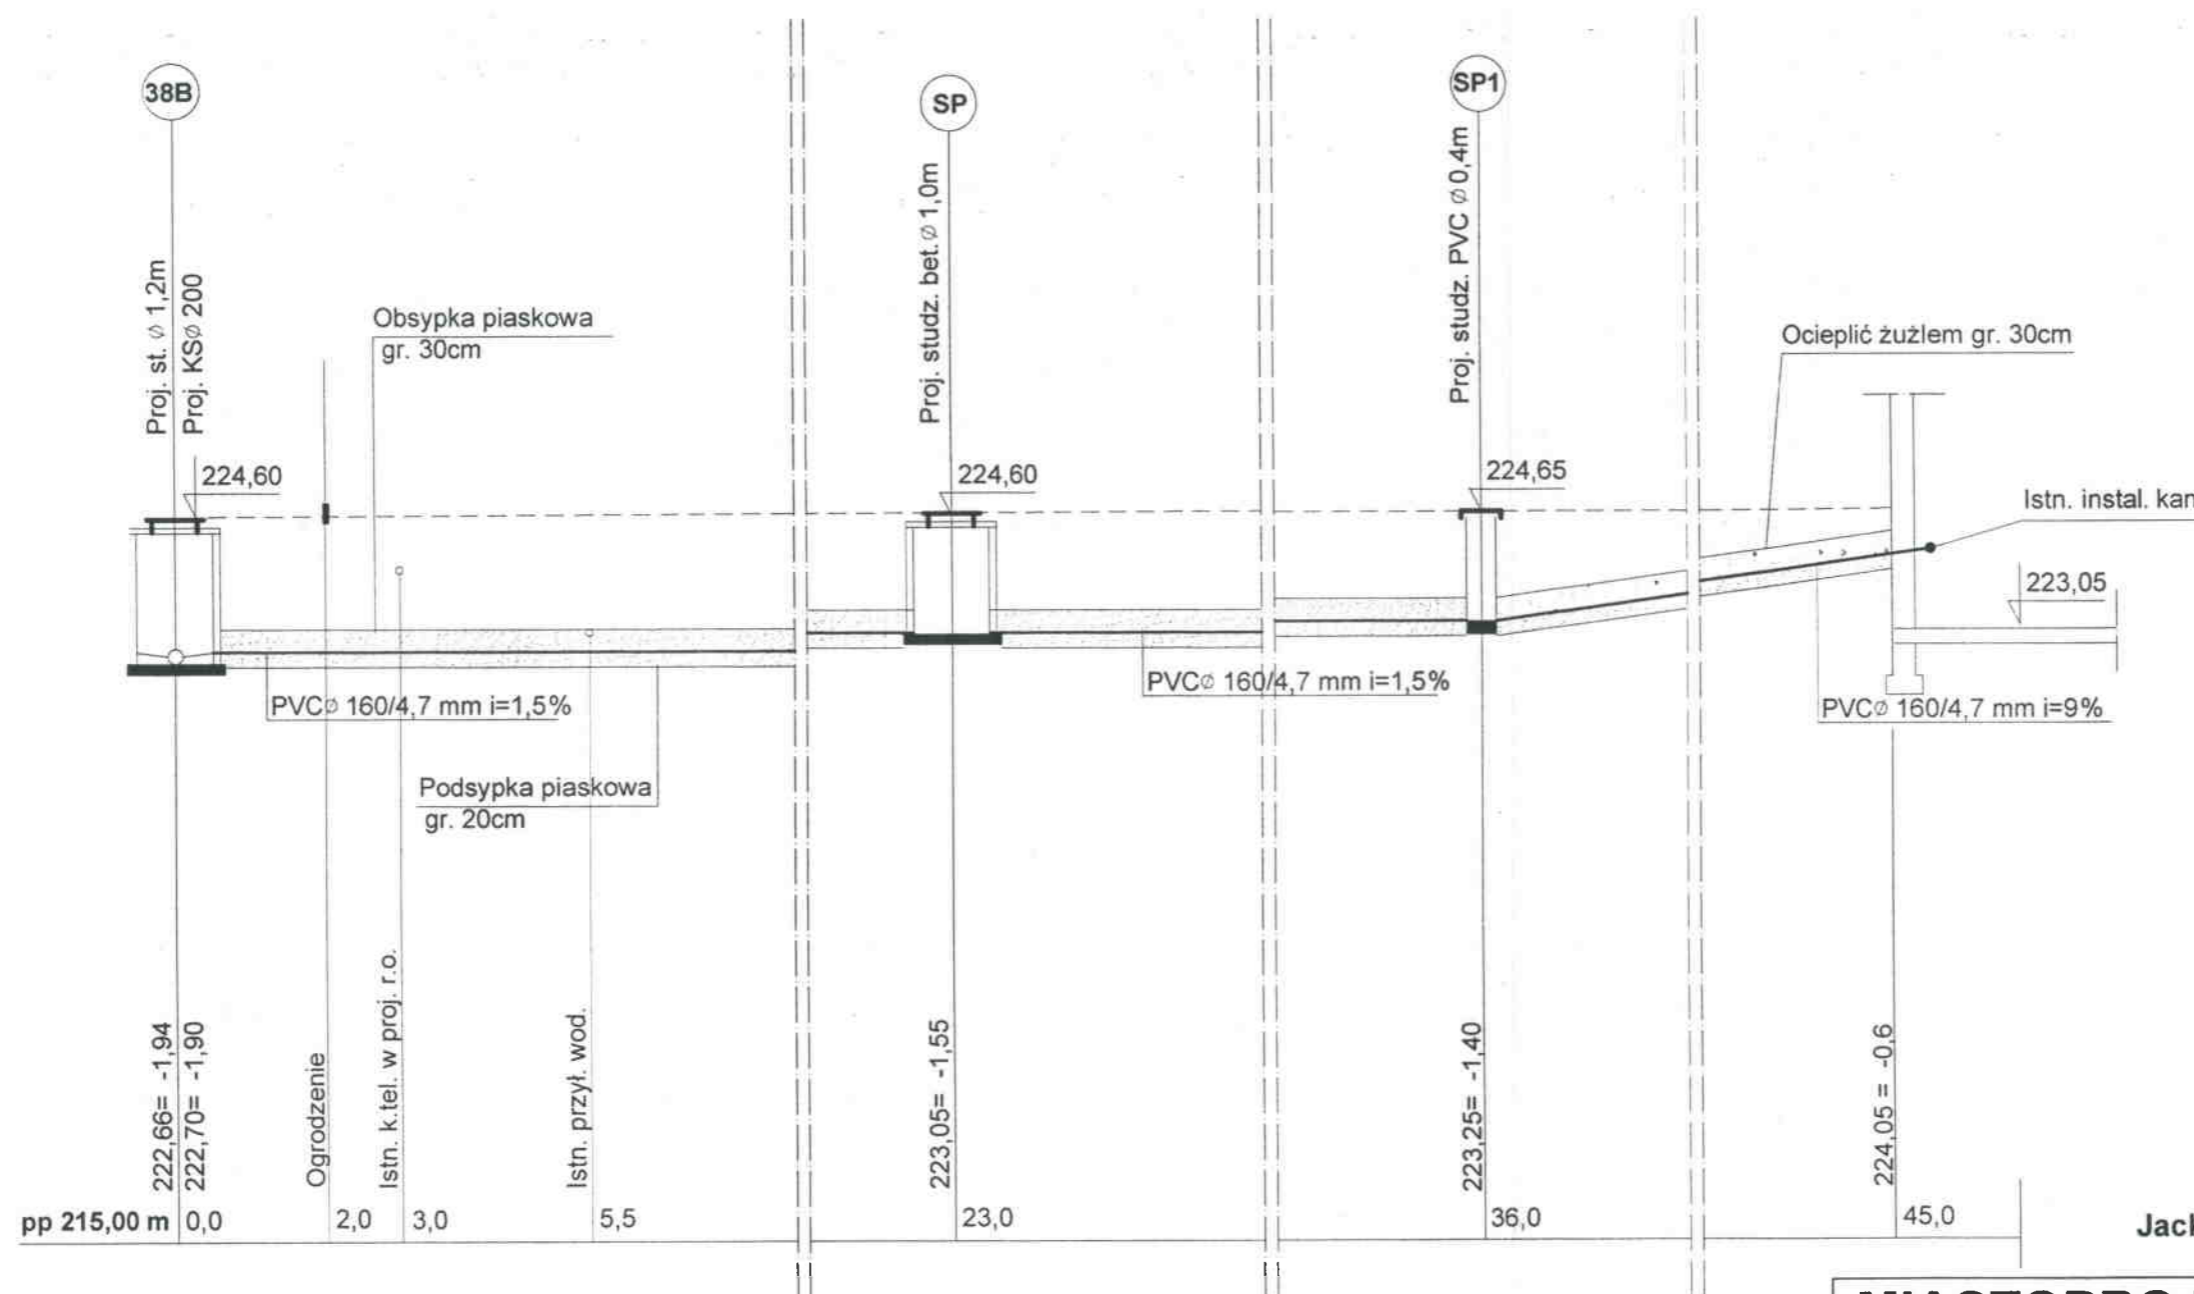 38B
SP
SP1
Proj. st. ∅ 1,2m
Proj. KS∅ 200
Proj. studz. bet. ∅ 1,0m
Proj. studz. PVC ∅ 0,4m
Obsypka piaskowa
gr. 30cm
Ocieplić żużlem gr. 30cm
224,60
224,60
224,65
Istn. instal. kan
223,05
PVC∅ 160/4,7 mm i=1,5%
PVC∅ 160/4,7 mm i=1,5%
PVC∅ 160/4,7 mm i=9%
Podsypka piaskowa
gr. 20cm
222,66= -1,94
222,70= -1,90
Ogrodzenie
Istn. k.tel. w proj. r.o.
Istn. przył. wod.
223,05= -1,55
223,25= -1,40
224,05 = -0,6
pp 215,00 m 0,0 2,0 3,0 5,5 23,0 36,0 45,0